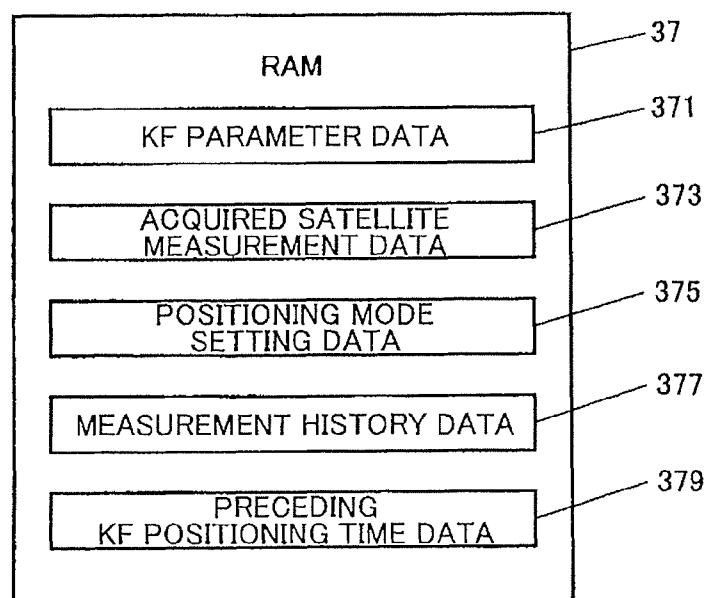 37
RAM
371
KF PARAMETER DATA
373
ACQUIRED SATELLITE
MEASUREMENT DATA
375
POSITIONING MODE
SETTING DATA
377
MEASUREMENT HISTORY DATA
379
PRECEDING
KF POSITIONING TIME DATA